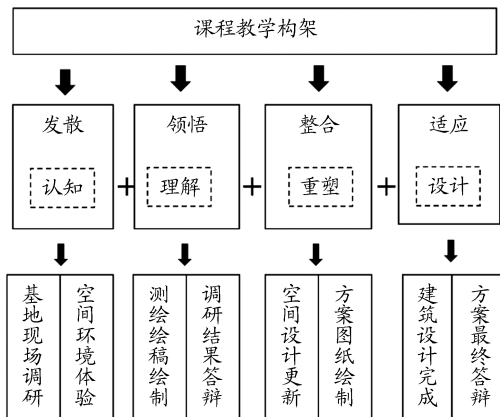 课程教学构架
发散
领悟
整合
适应
认知
+
理解
+
重塑
+
设计
基地现场调研
空间环境体验
测绘绘稿绘制
调研结果答辩
空间设计更新
方案图纸绘制
建筑设计完成
方案最终答辩